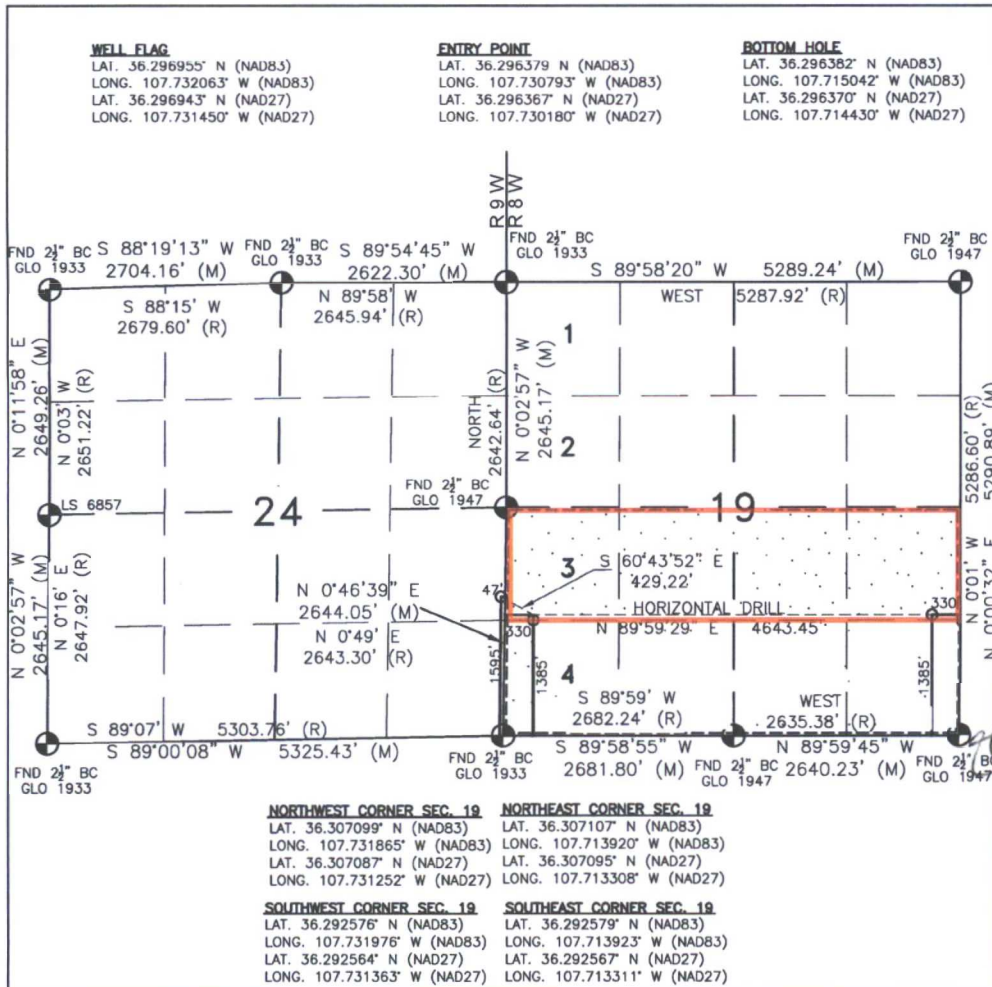 WELL FLAG
LAT. 36.296955° N (NAD83)
LONG. 107.732063° W (NAD83)
LAT. 36.296943° N (NAD27)
LONG. 107.731450° W (NAD27)
ENTRY POINT
LAT. 36.296379 N (NAD83)
LONG. 107.730793° W (NAD83)
LAT. 36.296367° N (NAD27)
LONG. 107.730180° W (NAD27)
BOTTOM HOLE
LAT. 36.296382° N (NAD83)
LONG. 107.715042° W (NAD83)
LAT. 36.296370° N (NAD27)
LONG. 107.714430° W (NAD27)
R 9 W
R 8 W
FND 2½" BC
GLO 1933
S 88°19'13" W
2704.16' (M)
FND 2½" BC
GLO 1933
S 89°54'45" W
2622.30' (M)
FND 2½" BC
GLO 1933
S 89°58'20" W 5289.24' (M)
FND 2½" BC
GLO 1947
S 88°15' W
2679.60' (R)
N 89°58' W
2645.94' (R)
WEST 5287.92' (R)
N 0°11'58" E
2649.26' (M)
N 0°03' W
2651.22' (R)
NORTH
2642.64' (R)
N 0°02'57" W
2645.17' (M)
1
2
5286.60' (R)
5290.89' (M)
FND 2½" BC
GLO 1947
LS 6857
24
19
3
S 60°43'52" E
429.22'
47'
HORIZONTAL DRILL
330'
330'
N 89°59'29" E 4643.45'
N 0°01' W
N 0°00'32" E
N 0°02'57" W
2645.17' (M)
N 0°16' E
2647.92' (R)
N 0°46'39" E
2644.05' (M)
N 0°49' E
2643.30' (R)
1595'
1385'
1385'
4
S 89°59' W
2682.24' (R)
WEST
2635.38' (R)
S 89°07' W 5303.76' (R)
S 89°00'08" W 5325.43' (M)
S 89°58'55" W
2681.80' (M)
N 89°59'45" W
2640.23' (M)
FND 2½" BC
GLO 1933
FND 2½" BC
GLO 1933
FND 2½" BC
GLO 1947
FND 2½" BC
GLO 1947
NORTHWEST CORNER SEC. 19
LAT. 36.307099° N (NAD83)
LONG. 107.731865° W (NAD83)
LAT. 36.307087° N (NAD27)
LONG. 107.731252° W (NAD27)
NORTHEAST CORNER SEC. 19
LAT. 36.307107° N (NAD83)
LONG. 107.713920° W (NAD83)
LAT. 36.307095° N (NAD27)
LONG. 107.713308° W (NAD27)
SOUTHWEST CORNER SEC. 19
LAT. 36.292576° N (NAD83)
LONG. 107.731976° W (NAD83)
LAT. 36.292564° N (NAD27)
LONG. 107.731363° W (NAD27)
SOUTHEAST CORNER SEC. 19
LAT. 36.292579° N (NAD83)
LONG. 107.713923° W (NAD83)
LAT. 36.292567° N (NAD27)
LONG. 107.713311° W (NAD27)